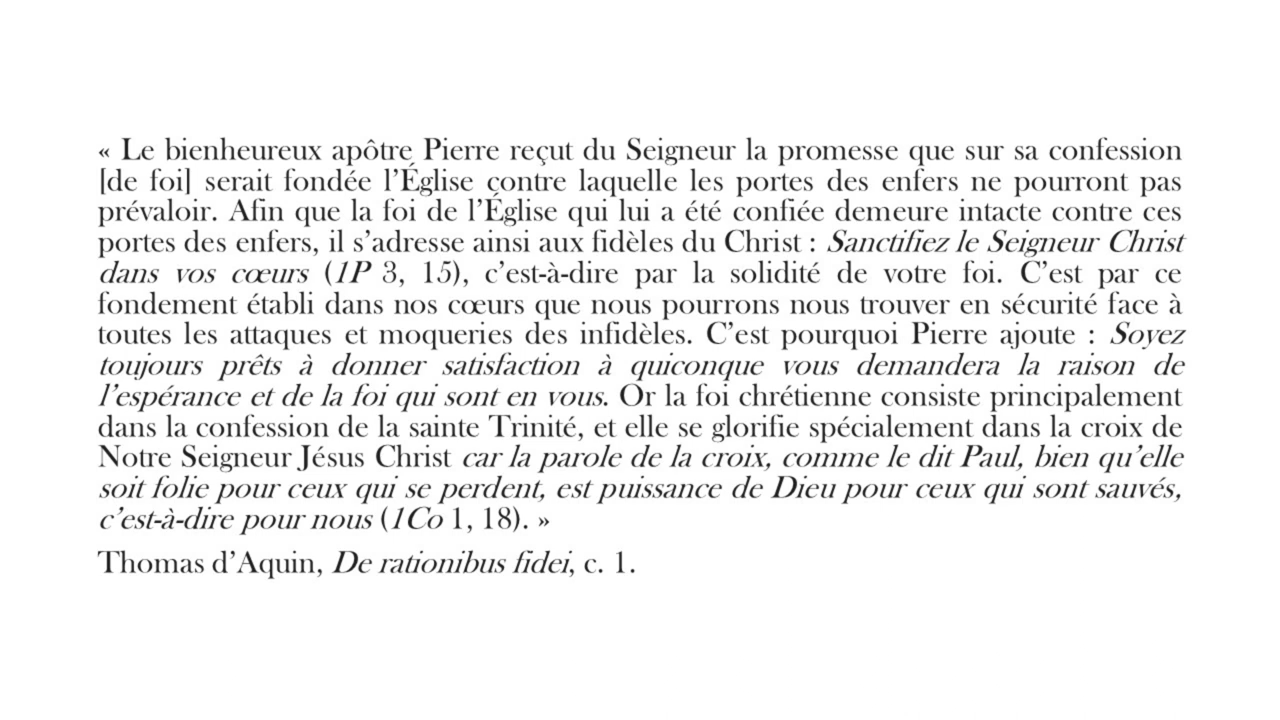 « Le bienheureux apôtre Pierre reçut du Seigneur la promesse que sur sa confession
[de foi] serait fondée l’Église contre laquelle les portes des enfers ne pourront pas
prévaloir. Afin que la foi de l’Église qui lui a été confiée demeure intacte contre ces
portes des enfers, il s’adresse ainsi aux fidèles du Christ : Sanctifiez le Seigneur Christ
dans vos cœurs (1P 3, 15), c’est-à-dire par la solidité de votre foi. C’est par ce
fondement établi dans nos cœurs que nous pourrons nous trouver en sécurité face à
toutes les attaques et moqueries des infidèles. C’est pourquoi Pierre ajoute : Soyez
toujours prêts à donner satisfaction à quiconque vous demandera la raison de
l’espérance et de la foi qui sont en vous. Or la foi chrétienne consiste principalement
dans la confession de la sainte Trinité, et elle se glorifie spécialement dans la croix de
Notre Seigneur Jésus Christ car la parole de la croix, comme le dit Paul, bien qu’elle
soit folie pour ceux qui se perdent, est puissance de Dieu pour ceux qui sont sauvés,
c’est-à-dire pour nous (1Co 1, 18). »
Thomas d’Aquin, De rationibus fidei, c. 1.